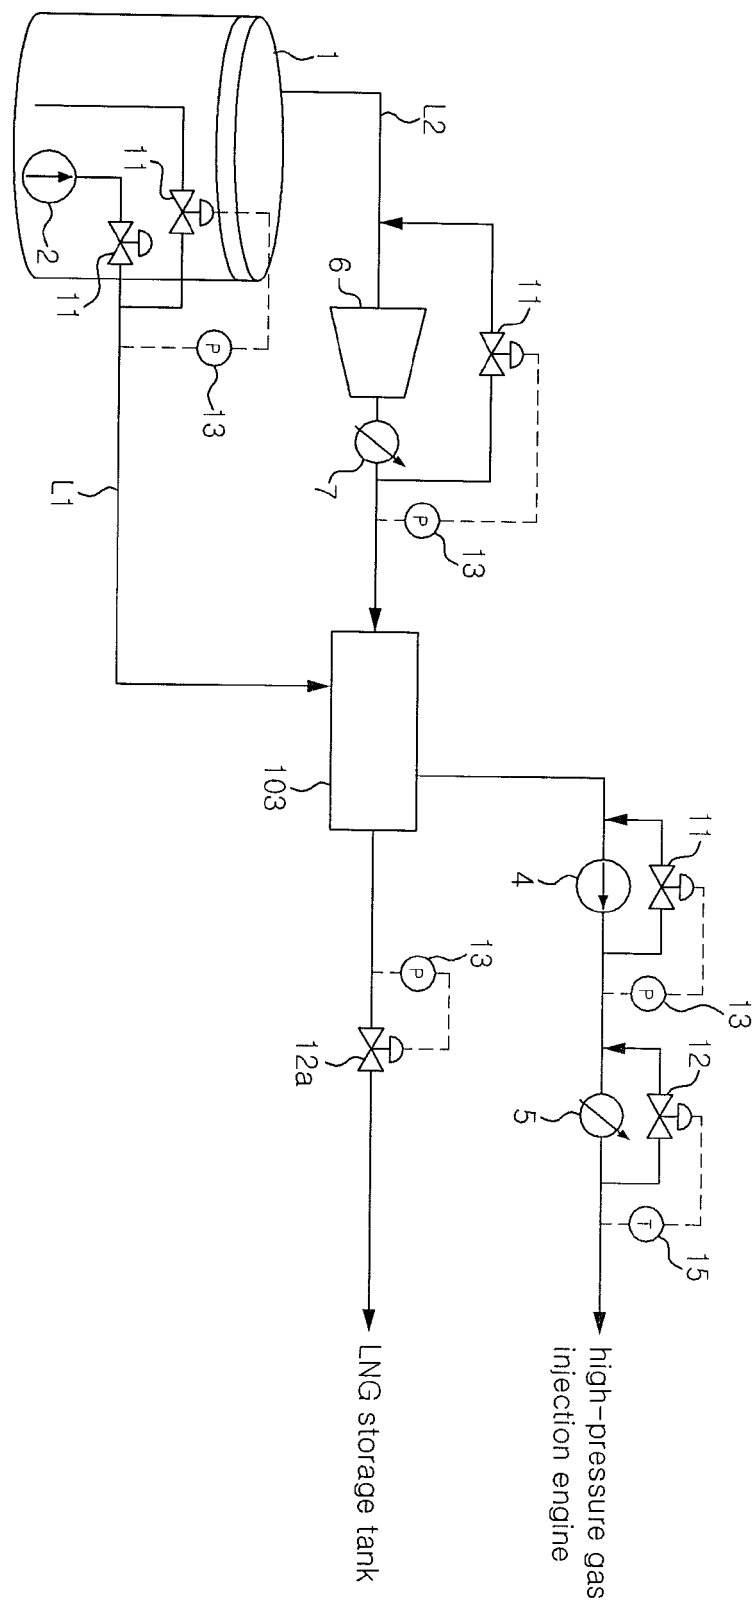 13
11
12
15
P
T
high-pressure gas
injection engine
4
5
11
13
P
L2
6
P
13
LNG storage tank
7
1
12a
103
P
13
11
L1
11
2